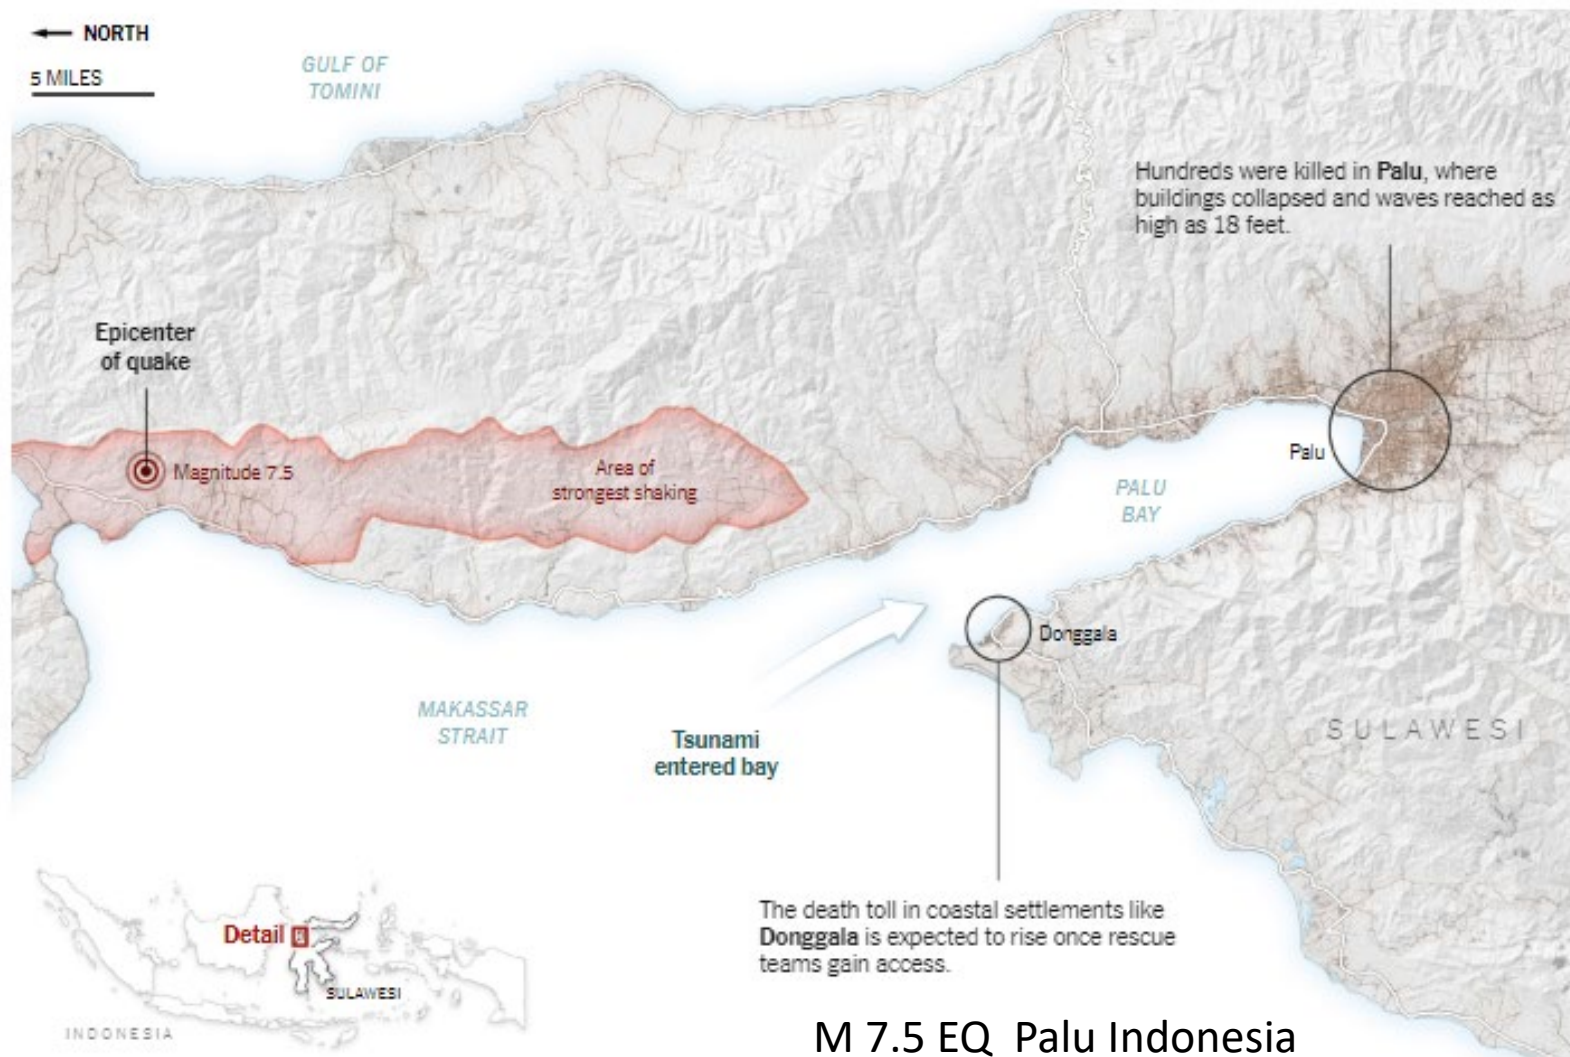 NORTH
5 MILES
GULF OF
TOMINI
Hundreds were killed in Palu, where
buildings collapsed and waves reached as
high as 18 feet.
Epicenter
of quake
Magnitude 7.5
Area of
strongest shaking
Palu
PALU
BAY
Donggala
MAKASSAR
STRAIT
Tsunami
entered bay
SULAWESI
The death toll in coastal settlements like
Donggala is expected to rise once rescue
teams gain access.
Detail
SULAWESI
INDONESIA
M 7.5 EQ Palu Indonesia